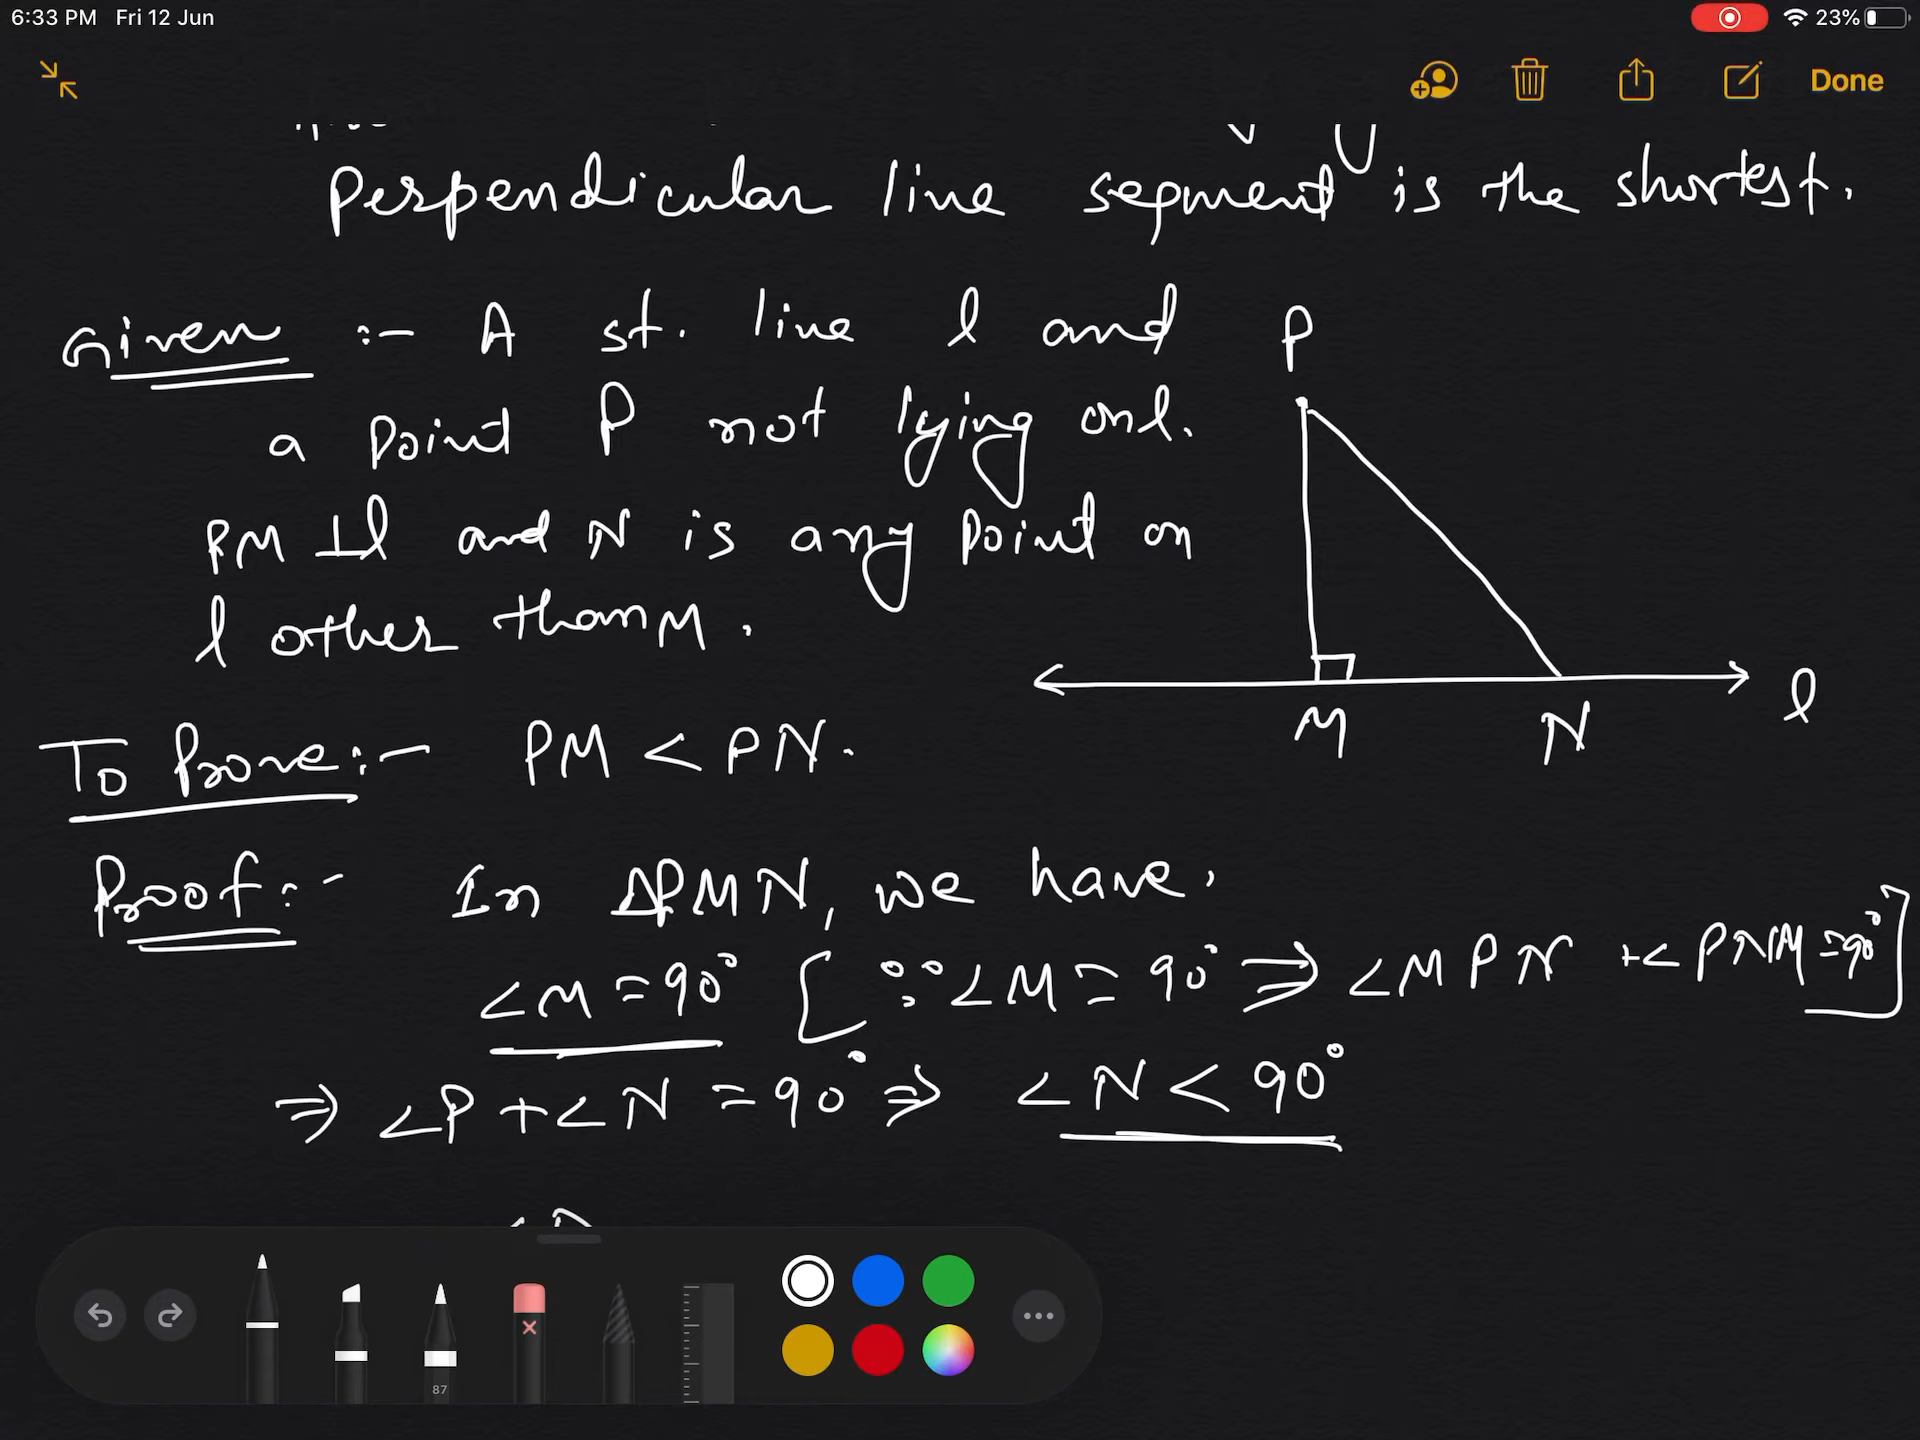 6:33 PM Fri 12 Jun
23%
Done
Perpendicular line segment is the shortest.
Given :- A st. line l and
a point P not lying on l.
PM ⊥ l and N is any point on
l other than M.
P
M
N
l
To Prove :- PM < PN.
Proof :- In ΔPMN, we have,
∠M = 90° [ ∵ ∠M = 90° ⇒ ∠MPN + ∠PNM = 90° ]
⇒ ∠P + ∠N = 90° ⇒ ∠N < 90°
87